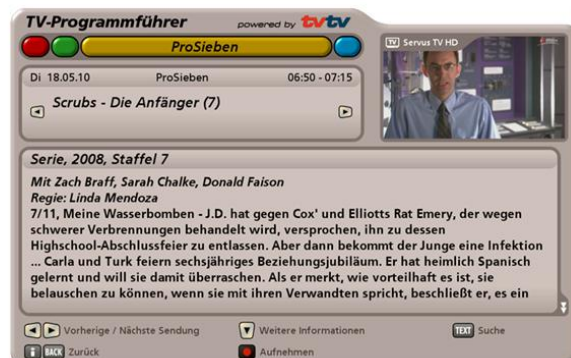 TV-Programmführer powered by tvtv
ProSieben
TV Servus TV HD
Di 18.05.10 ProSieben 06:50 - 07:15
Scrubs - Die Anfänger (7)
Serie, 2008, Staffel 7
Mit Zach Braff, Sarah Chalke, Donald Faison
Regie: Linda Mendoza
7/11, Meine Wasserbomben - J.D. hat gegen Cox' und Elliotts Rat Emery, der wegen
schwerer Verbrennungen behandelt wird, versprochen, ihn zu dessen
Highschool-Abschlussfeier zu entlassen. Aber dann bekommt der Junge eine Infektion
... Carla und Turk feiern sechsjähriges Beziehungsjubiläum. Er hat heimlich Spanisch
gelernt und will sie damit überraschen. Als er merkt, wie vorteilhaft es ist, sie
belauschen zu können, wenn sie mit ihren Verwandten spricht, beschließt er, es ein
Vorherige / Nächste Sendung Weitere Informationen TEXT Suche
i BACK Zurück Aufnehmen